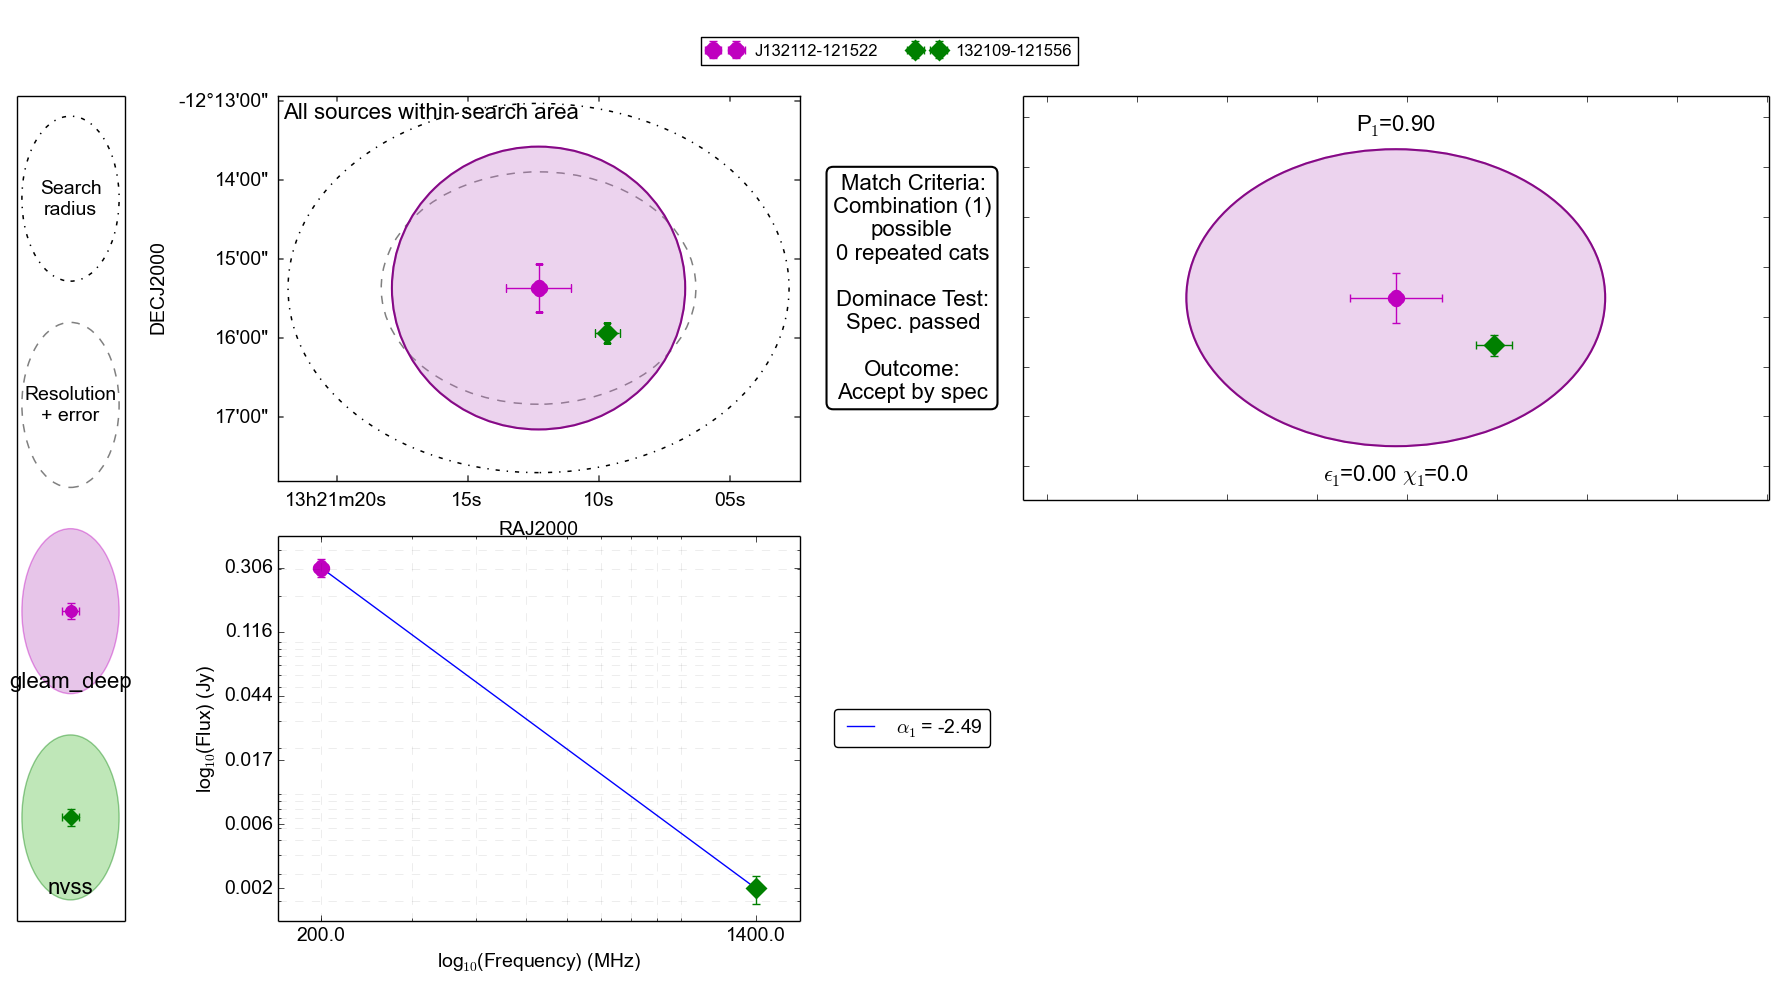 J132112-121522
132109-121556
Search
radius
Resolution
+ error
gleam_deep
nvss
All sources within search area
DECJ2000
-12°13'00"
14'00"
15'00"
16'00"
17'00"
13h21m20s
15s
10s
05s
RAJ2000
Match Criteria:
Combination (1)
possible
0 repeated cats
Dominace Test:
Spec. passed
Outcome:
Accept by spec
P₁=0.90
ϵ₁=0.00 χ₁=0.0
log₁₀(Flux) (Jy)
0.306
0.116
0.044
0.017
0.006
0.002
200.0
1400.0
log₁₀(Frequency) (MHz)
α₁ = -2.49